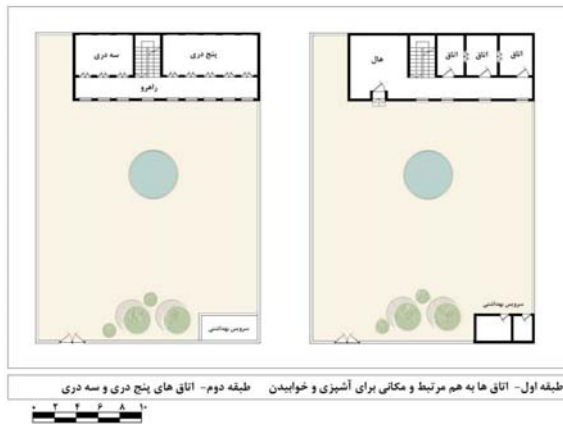 اتاق اتاق اتاق
هال
سرویس بهداشتی
پنج دری سه دری
راهرو
سرویس بهداشتی
طبقه اول- اتاق ها به هم مرتبط و مکانی برای آشپزی و خوابیدن طبقه دوم- اتاق های پنج دری و سه دری
۰ ۲ ۴ ۶ ۸ ۱۰